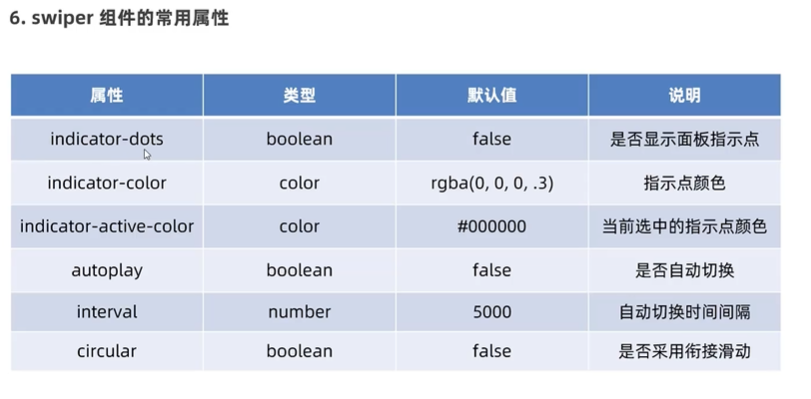 6. swiper 组件的常用属性
属性 类型 默认值 说明
indicator-dots boolean false 是否显示面板指示点
indicator-color color rgba(0, 0, 0, .3) 指示点颜色
indicator-active-color color #000000 当前选中的指示点颜色
autoplay boolean false 是否自动切换
interval number 5000 自动切换时间间隔
circular boolean false 是否采用衔接滑动